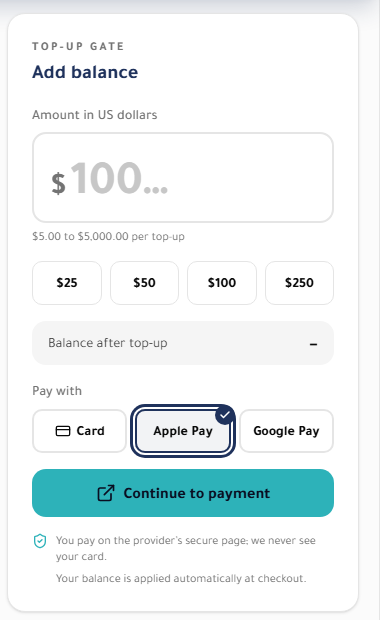 TOP-UP GATE
Add balance
Amount in US dollars
$ 100...
$5.00 to $5,000.00 per top-up
$25
$50
$100
$250
Balance after top-up –
Pay with
Card
Apple Pay
Google Pay
Continue to payment
You pay on the provider's secure page; we never see
your card.
Your balance is applied automatically at checkout.